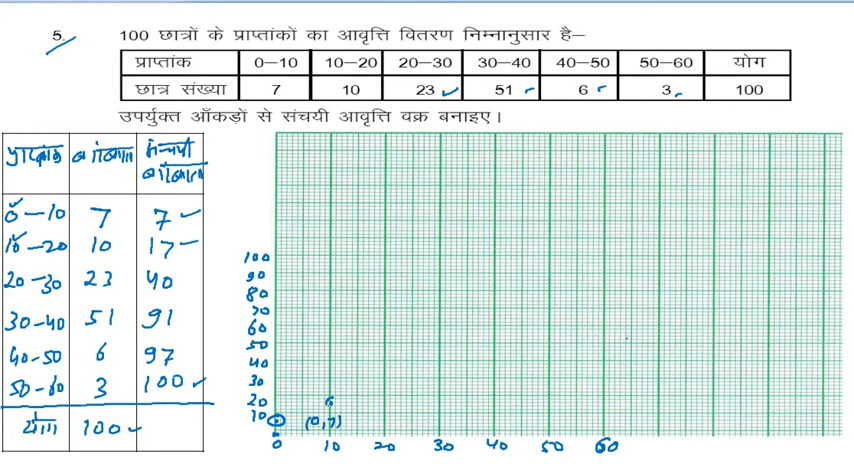 5. 100 छात्रों के प्राप्तांकों का आवृत्ति वितरण निम्नानुसार है—
प्राप्तांक 0—10 10—20 20—30 30—40 40—50 50—60 योग
छात्र संख्या 7 10 23 51 6 3 100
उपर्युक्त आँकड़ों से संचयी आवृत्ति वक्र बनाइए।
प्राप्तांक संचयी
0-10 7 7
10-20 10 17
20-30 23 40
30-40 51 91
40-50 6 97
50-60 3 100
योग 100
100
90
80
70
60
50
40
30
20
10 (0,7)
0 10 20 30 40 50 60